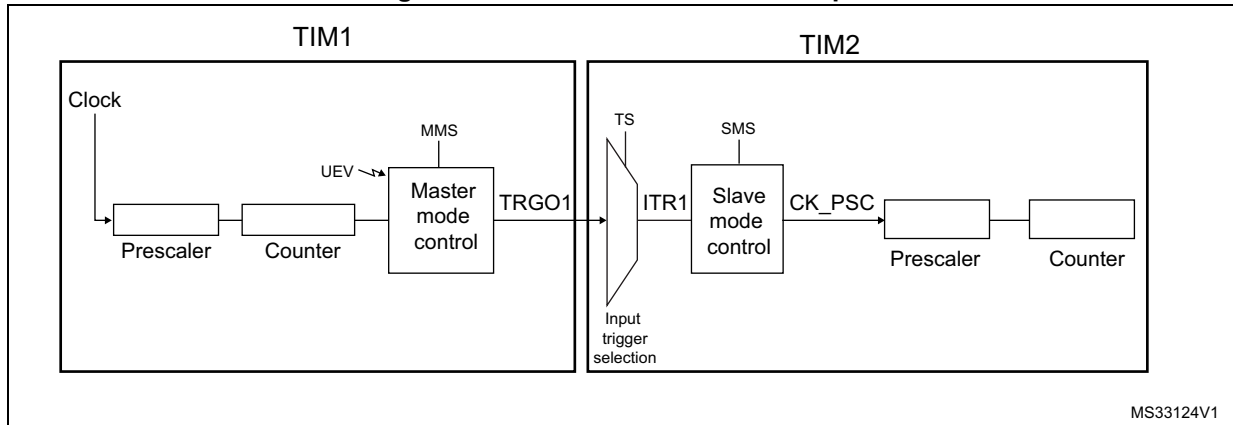 TIM1
TIM2
Clock
MMS
TS
SMS
UEV
Master
mode
control
TRGO1
ITR1
Slave
mode
control
CK_PSC
Prescaler
Counter
Prescaler
Counter
Input
trigger
selection
MS33124V1